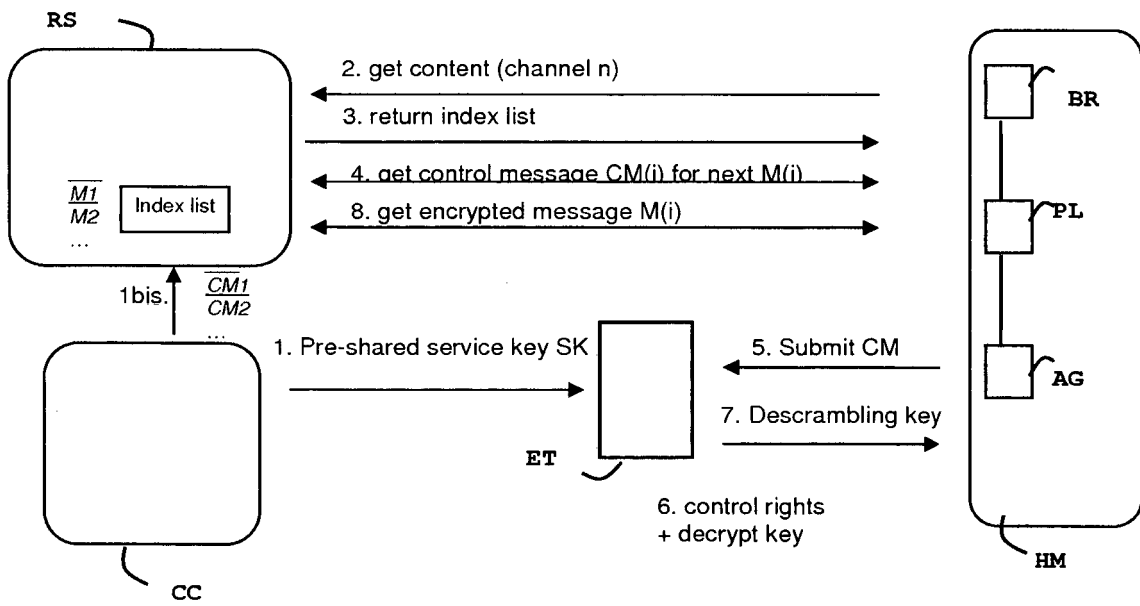 RS
2. get content (channel n)
BR
3. return index list
4. get control message CM(i) for next M(i)
M1
M2
...
Index list
8. get encrypted message M(i)
PL
1bis.
CM1
CM2
...
1. Pre-shared service key SK
5. Submit CM
AG
7. Descrambling key
ET
6. control rights
+ decrypt key
HM
CC